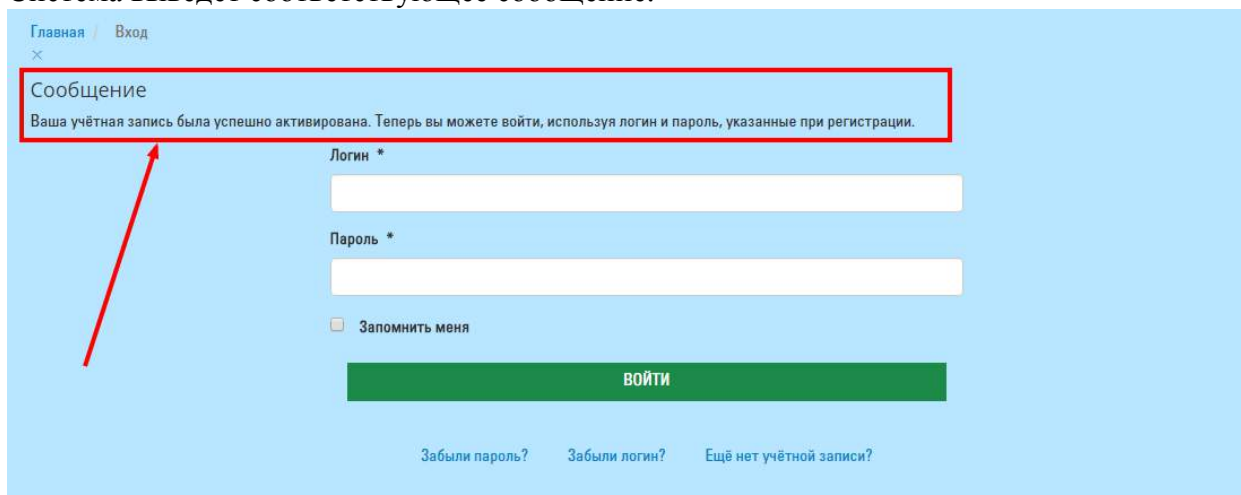 Система выведет соответствующее сообщение:
Главная / Вход
×
Сообщение
Ваша учётная запись была успешно активирована. Теперь вы можете войти, используя логин и пароль, указанные при регистрации.
Логин *
Пароль *
Запомнить меня
ВОЙТИ
Забыли пароль? Забыли логин? Ещё нет учётной записи?